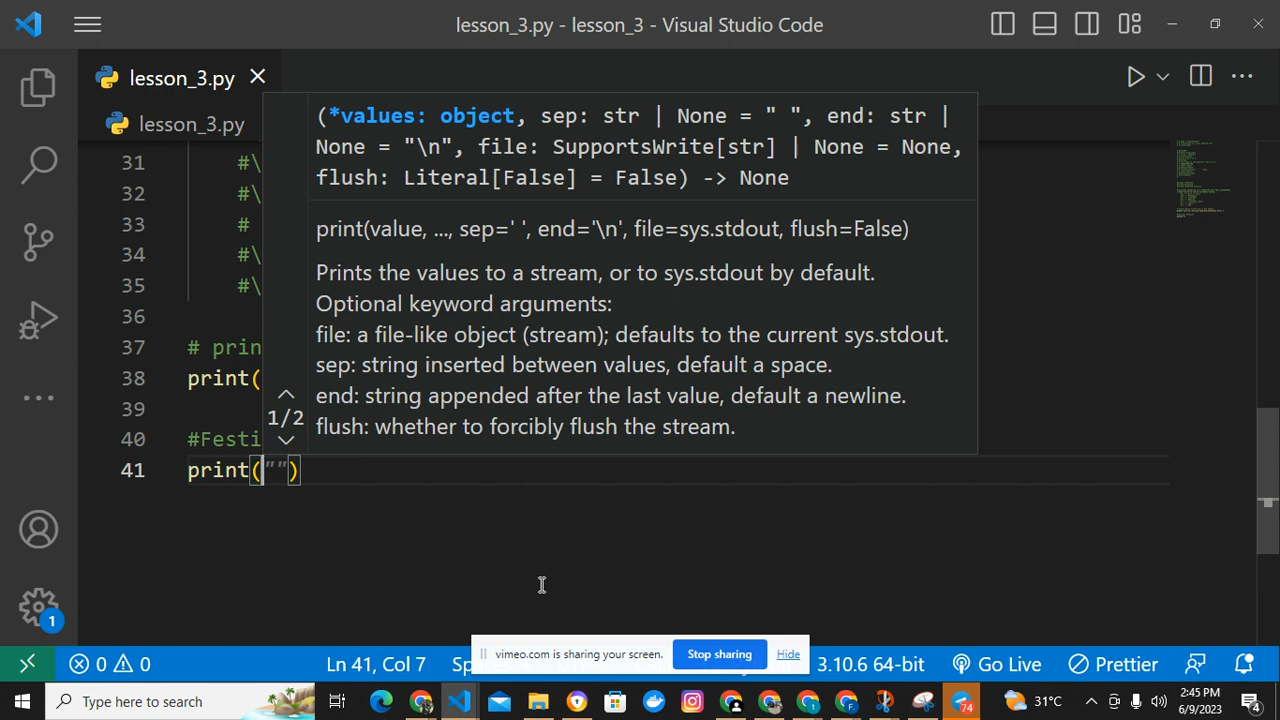 lesson_3.py - lesson_3 - Visual Studio Code
lesson_3.py
lesson_3.py
(*values: object, sep: str | None = " ", end: str |
None = "\n", file: SupportsWrite[str] | None = None,
flush: Literal[False] = False) -> None
print(value, ..., sep=' ', end='\n', file=sys.stdout, flush=False)
Prints the values to a stream, or to sys.stdout by default.
Optional keyword arguments:
file: a file-like object (stream); defaults to the current sys.stdout.
sep: string inserted between values, default a space.
end: string appended after the last value, default a newline.
flush: whether to forcibly flush the stream.
1/2
31 #\
32 #\
33 #
34 #\
35 #\
36
37 # prin
38 print(
39
40 #Festi
41 print("")
1
vimeo.com is sharing your screen. Stop sharing Hide
0 0 Ln 41, Col 7 3.10.6 64-bit Go Live Prettier
Type here to search
74
31°C
2:45 PM
6/9/2023
4